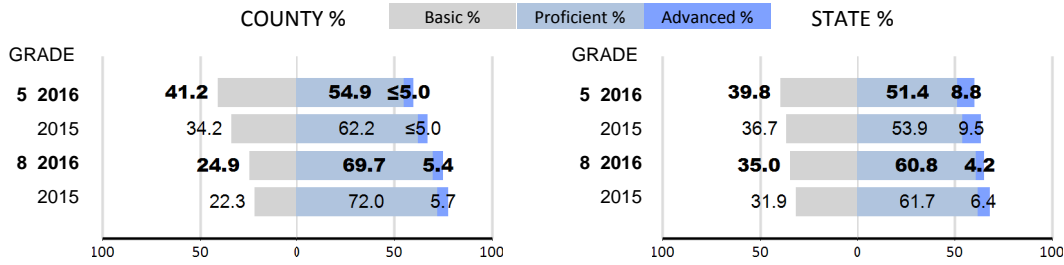 COUNTY % Basic % Proficient % Advanced % STATE %
GRADE GRADE
5 2016 41.2 54.9 ≤5.0 5 2016 39.8 51.4 8.8
2015 34.2 62.2 ≤5.0 2015 36.7 53.9 9.5
8 2016 24.9 69.7 5.4 8 2016 35.0 60.8 4.2
2015 22.3 72.0 5.7 2015 31.9 61.7 6.4
100 50 0 50 100 100 50 0 50 100